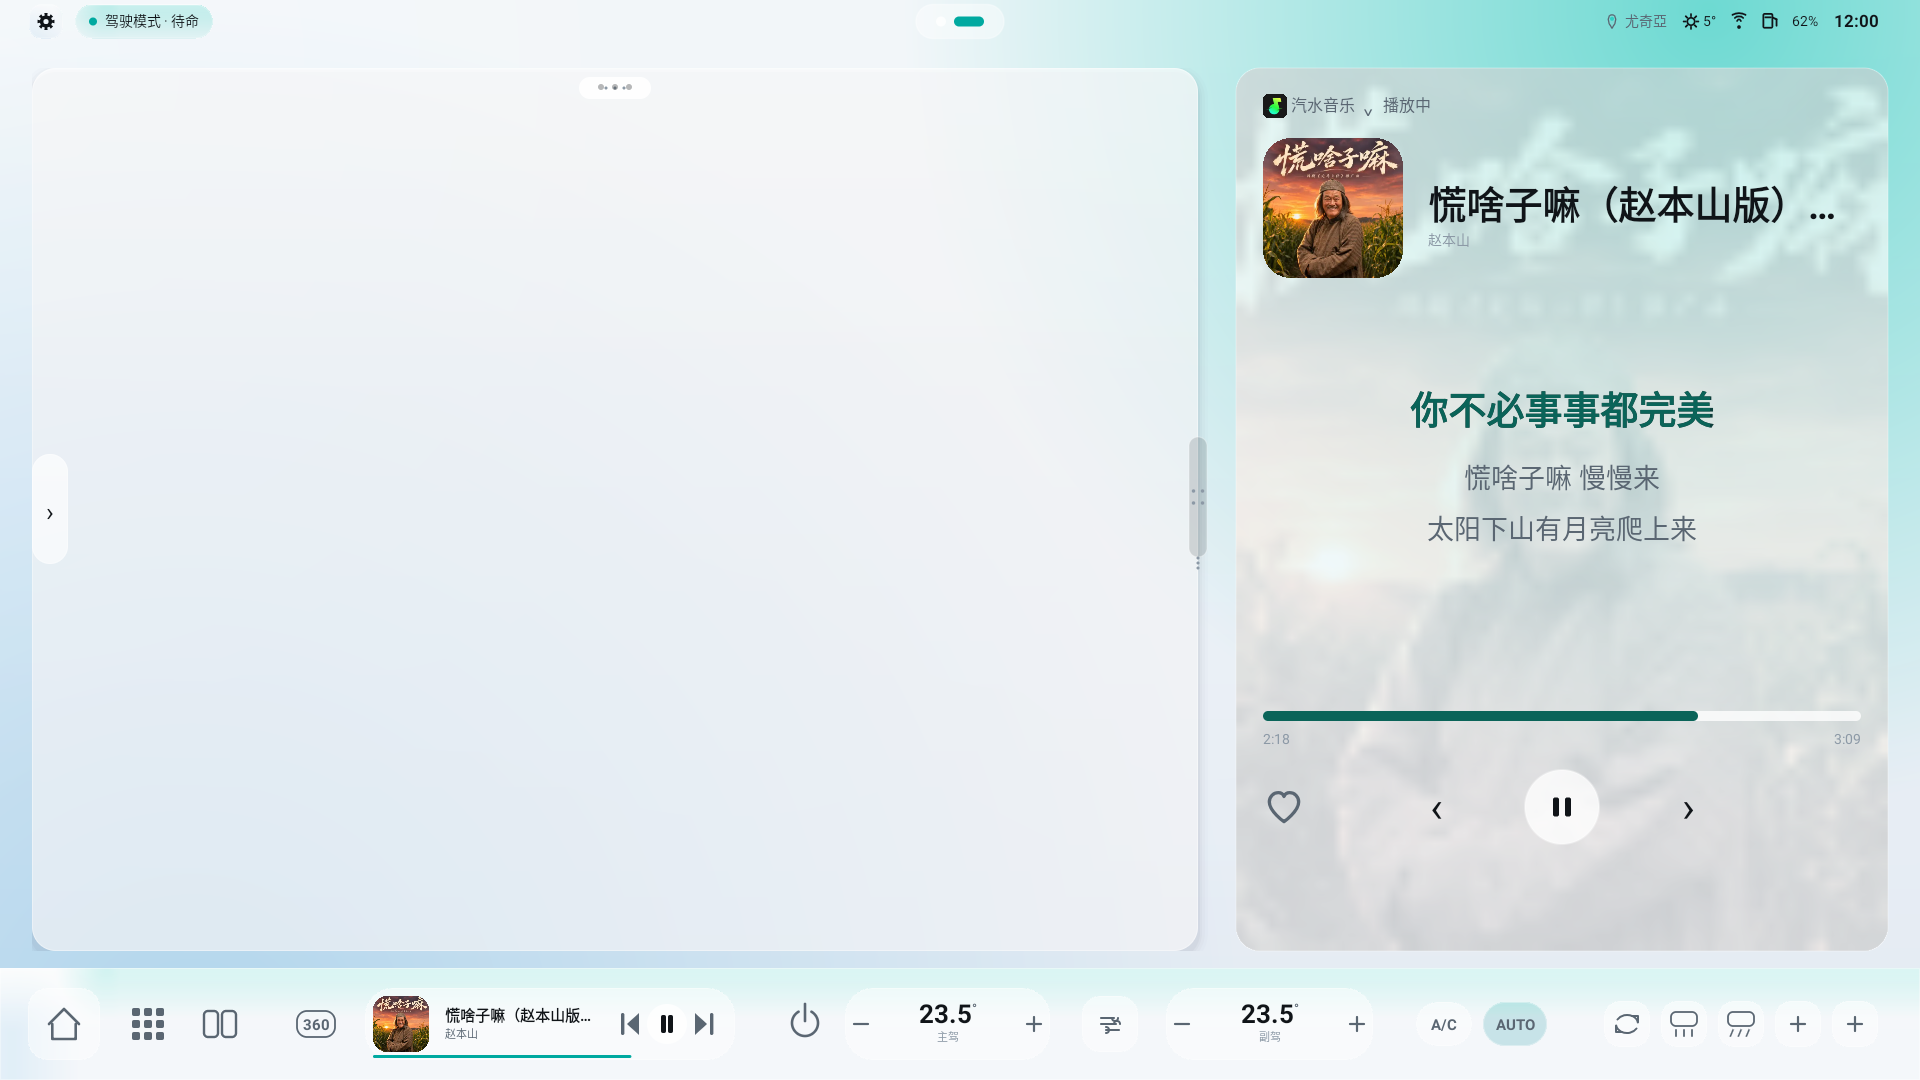 驾驶模式 · 待命
尤奇亞 5° 62% 12:00
汽水音乐 播放中
慌啥子嘛
慌啥子嘛（赵本山版）...
赵本山
你不必事事都完美
慌啥子嘛 慢慢来
太阳下山有月亮爬上来
2:18 3:09
360
慌啥子嘛
慌啥子嘛（赵本山版...
赵本山
23.5°
主驾
23.5°
副驾
A/C AUTO